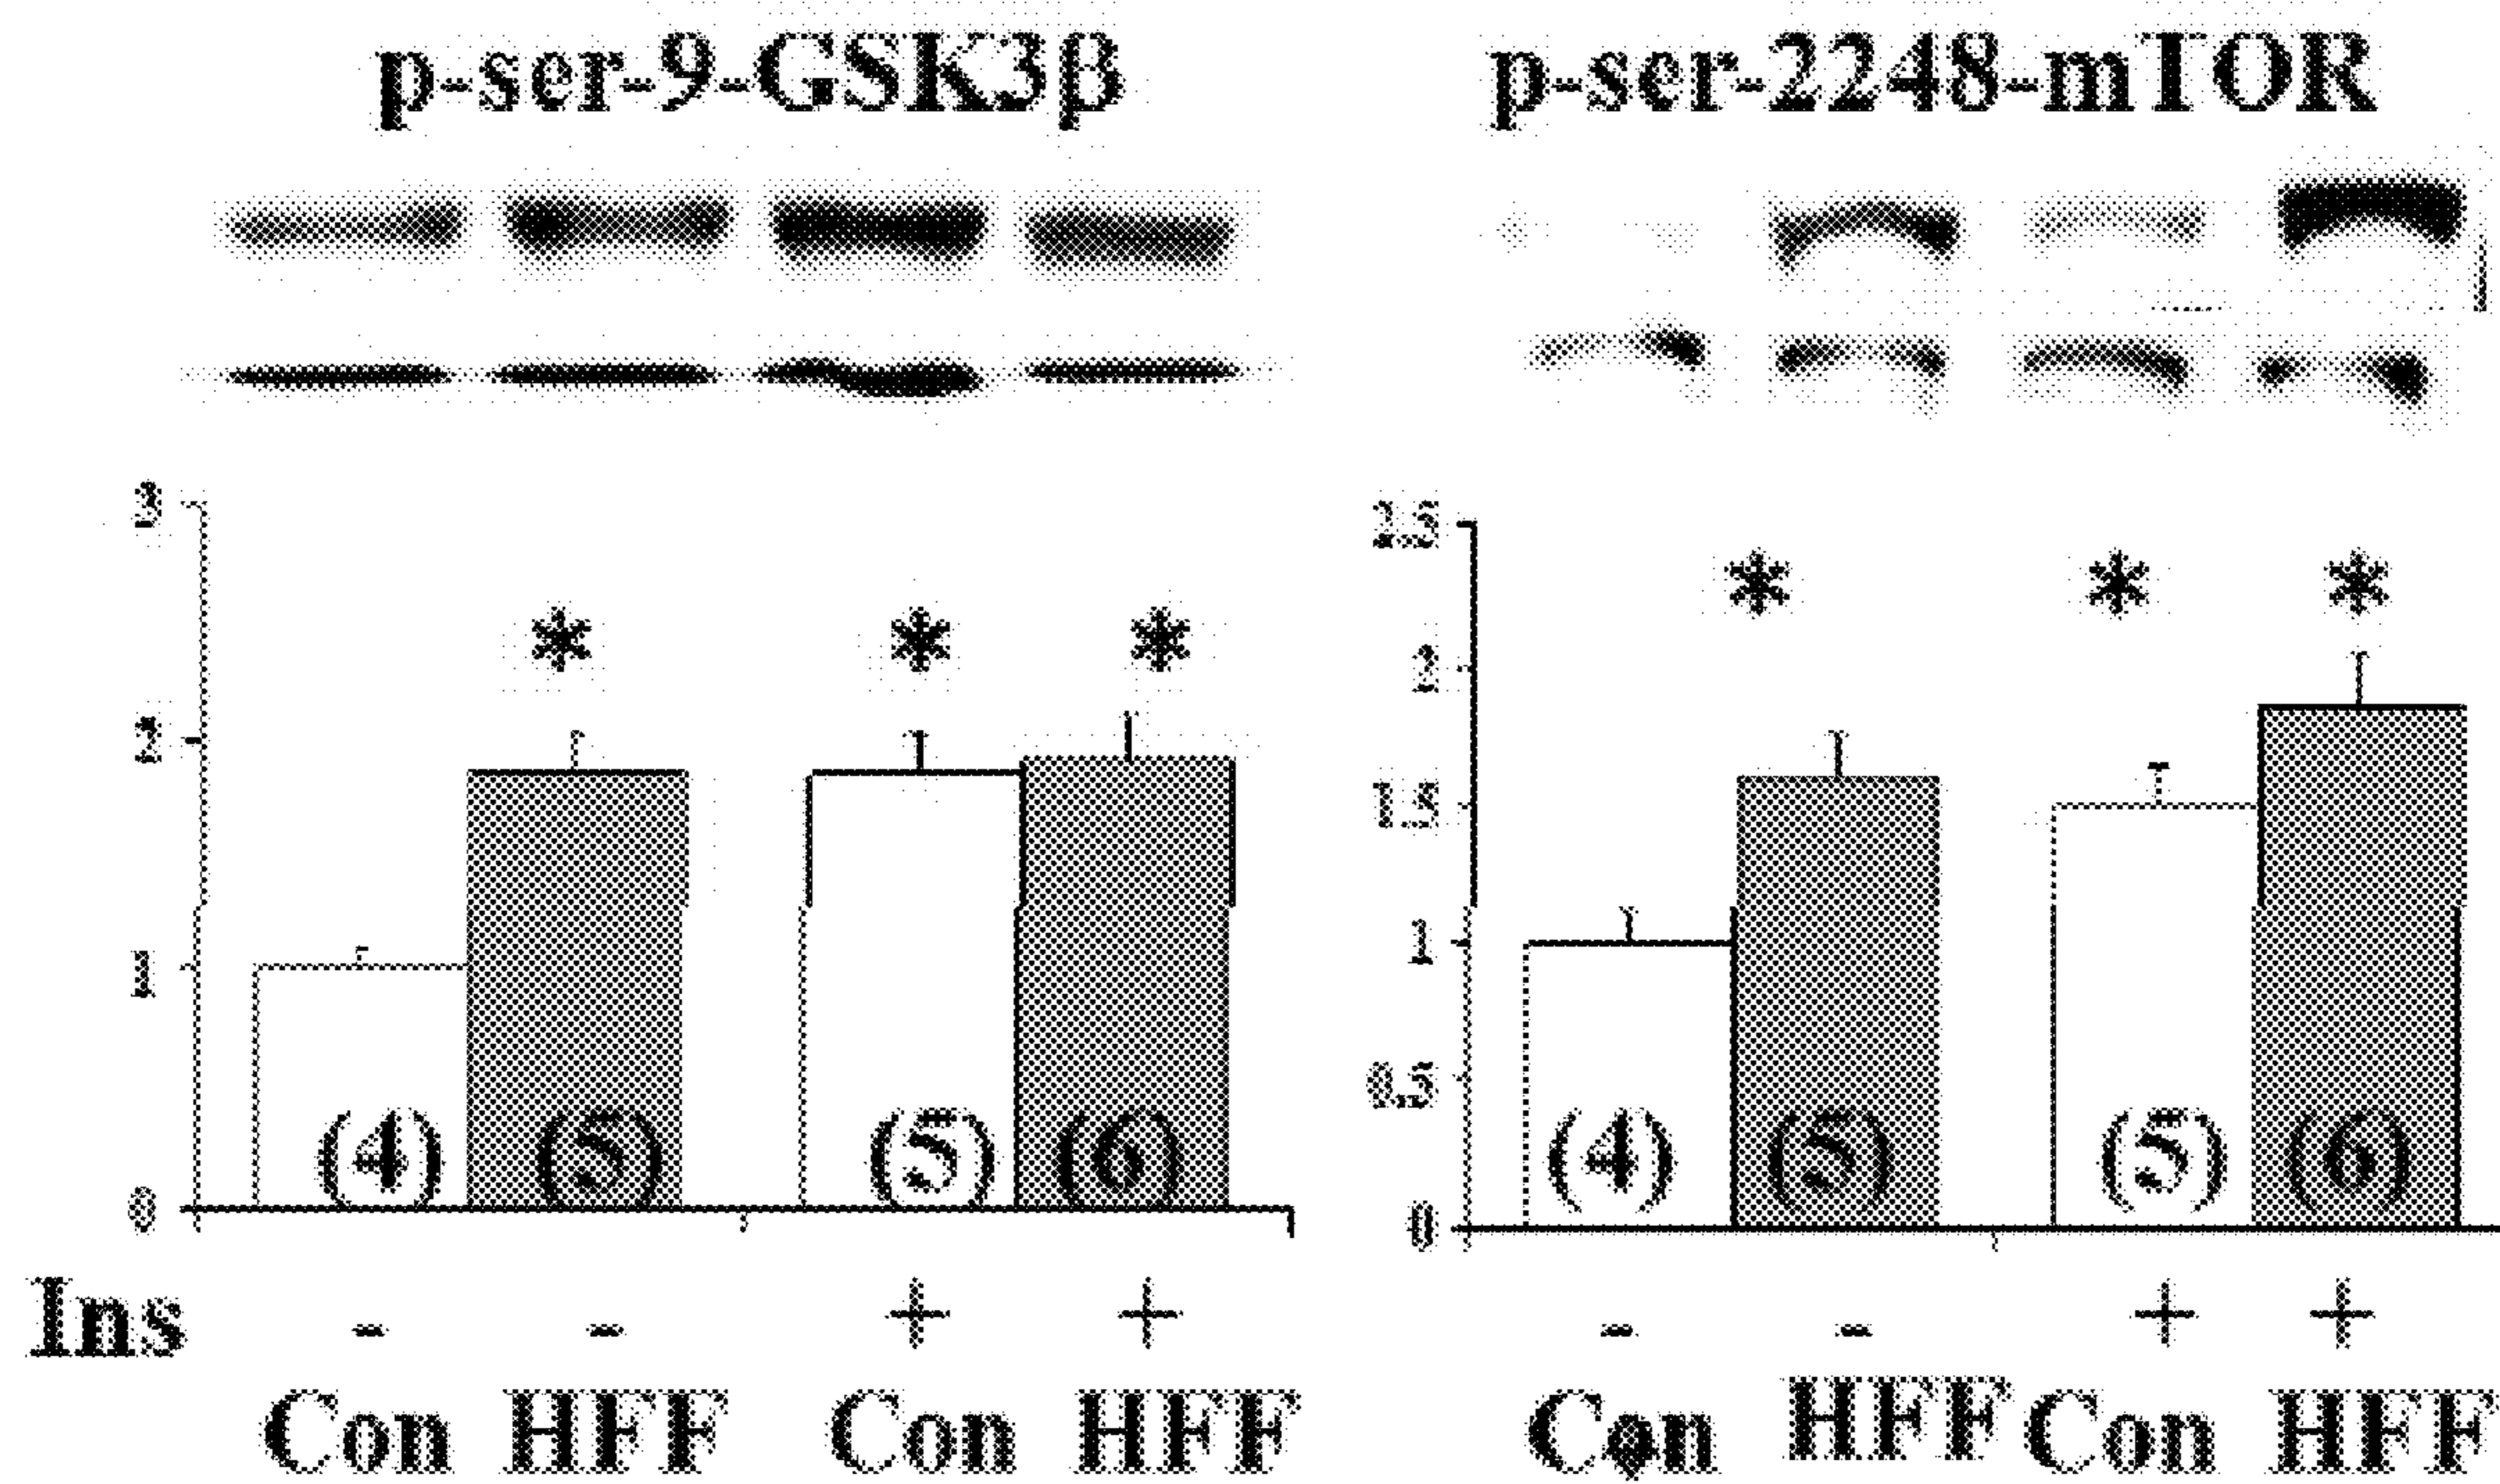 p-ser-9-GSK3β
p-ser-2248-mTOR
3
2
1
0
* * *
(4) (5) (5) (6)
2.5
2
1.5
1
0.5
0
* * *
(4) (5) (5) (6)
Ins - - + +
- - + +
Con HFF Con HFF
Con HFF Con HFF